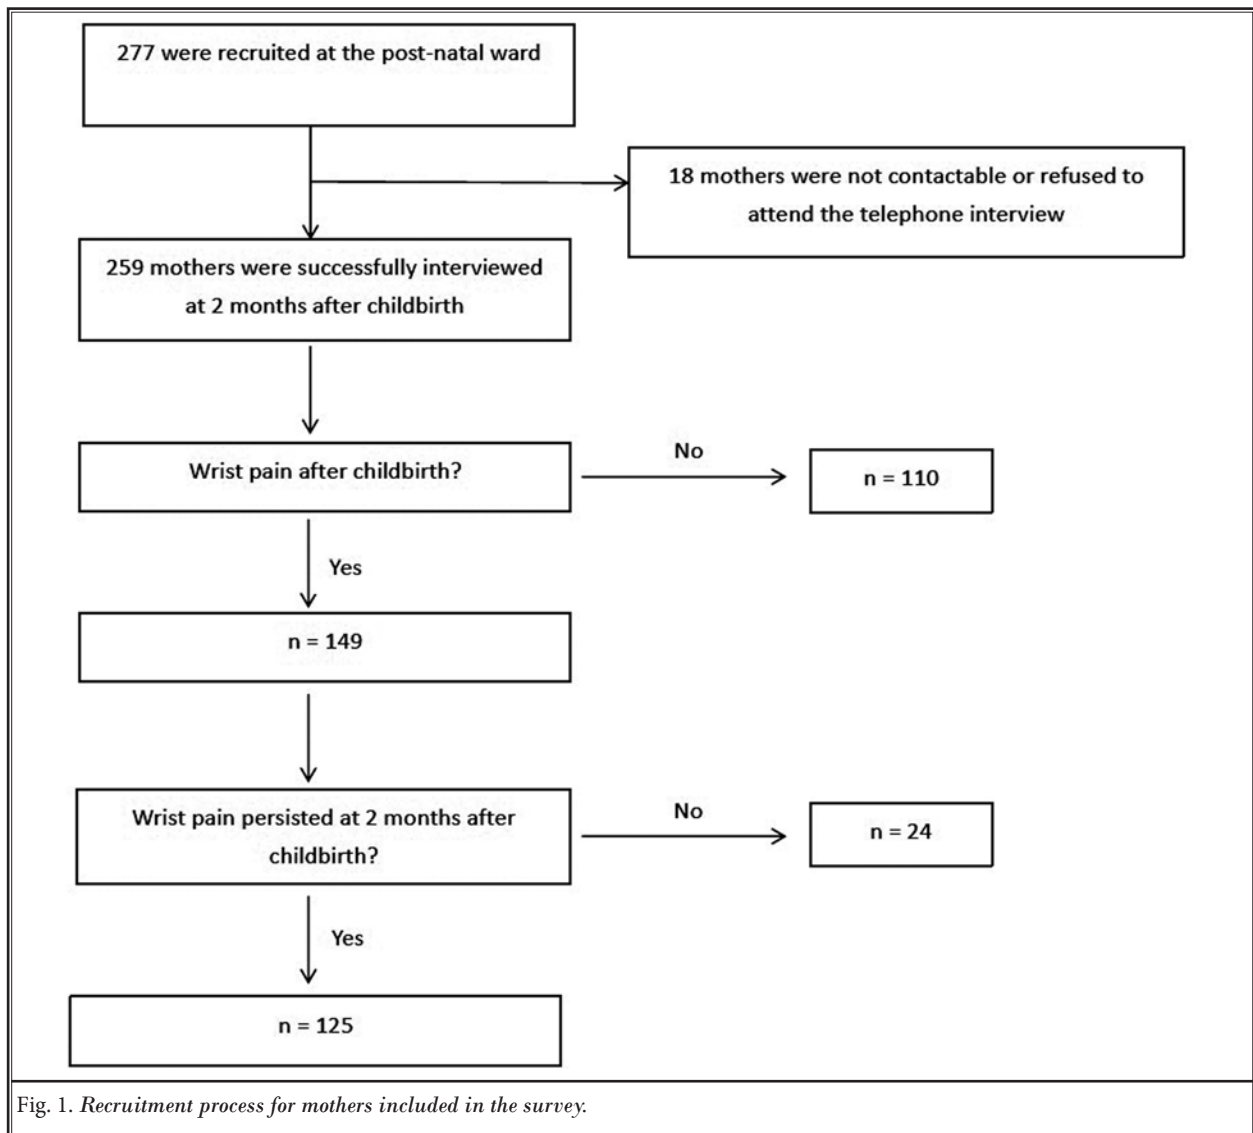 277 were recruited at the post-natal ward
18 mothers were not contactable or refused to
attend the telephone interview
259 mothers were successfully interviewed
at 2 months after childbirth
Wrist pain after childbirth?
No
n = 110
Yes
n = 149
Wrist pain persisted at 2 months after
childbirth?
No
n = 24
Yes
n = 125
Fig. 1. Recruitment process for mothers included in the survey.